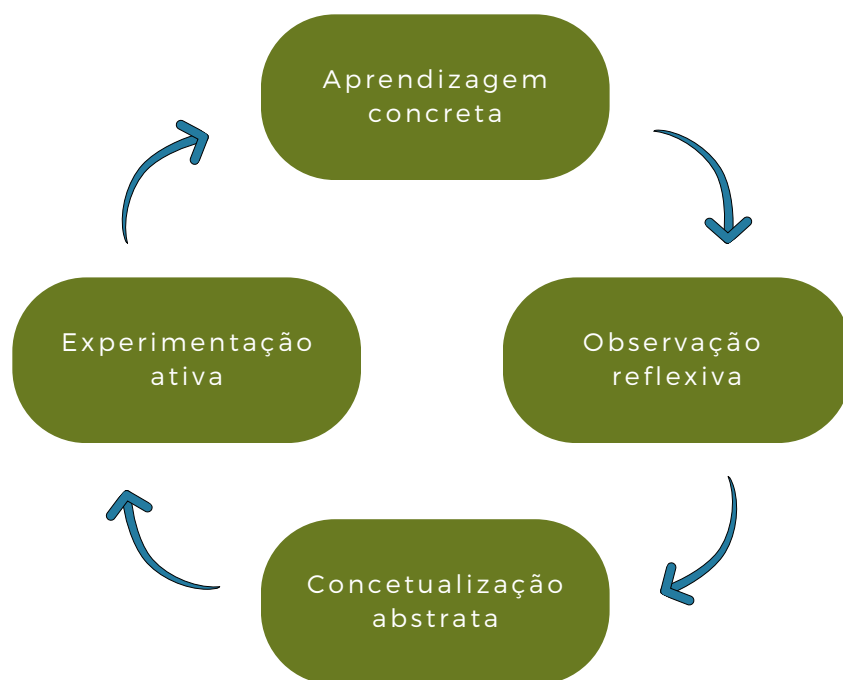 Aprendizagem
concreta
Observação
reflexiva
Concetualização
abstrata
Experimentação
ativa